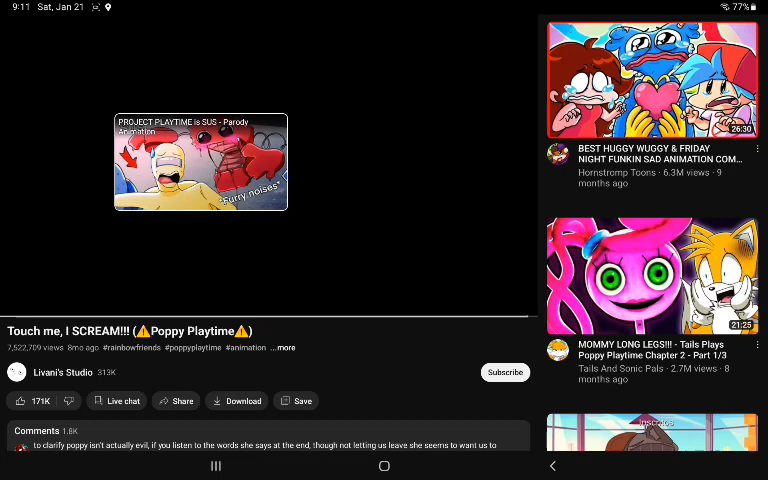 9:11 Sat, Jan 21
77%
PROJECT PLAYTIME is SUS - Parody
Animation
*Furry noises*
Touch me, I SCREAM!!! (⚠Poppy Playtime⚠)
7,522,709 views 8mo ago #rainbowfriends #poppyplaytime #animation ...more
Livani's Studio 313K
Subscribe
171K
Live chat
Share
Download
Save
Comments 1.8K
to clarify poppy isn't actually evil, if you listen to the words she says at the end, though not letting us leave she seems to want us to
26:30
BEST HUGGY WUGGY & FRIDAY
NIGHT FUNKIN SAD ANIMATION COM...
Hornstromp Toons · 6.3M views · 9
months ago
21:25
MOMMY LONG LEGS!!! - Tails Plays
Poppy Playtime Chapter 2 - Part 1/3
Tails And Sonic Pals · 2.7M views · 8
months ago